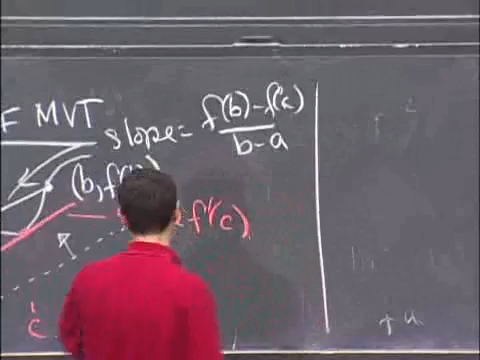 F MVT
slope = f(b) - f(a) / b - a
(b, f(b))
f'(c)
c